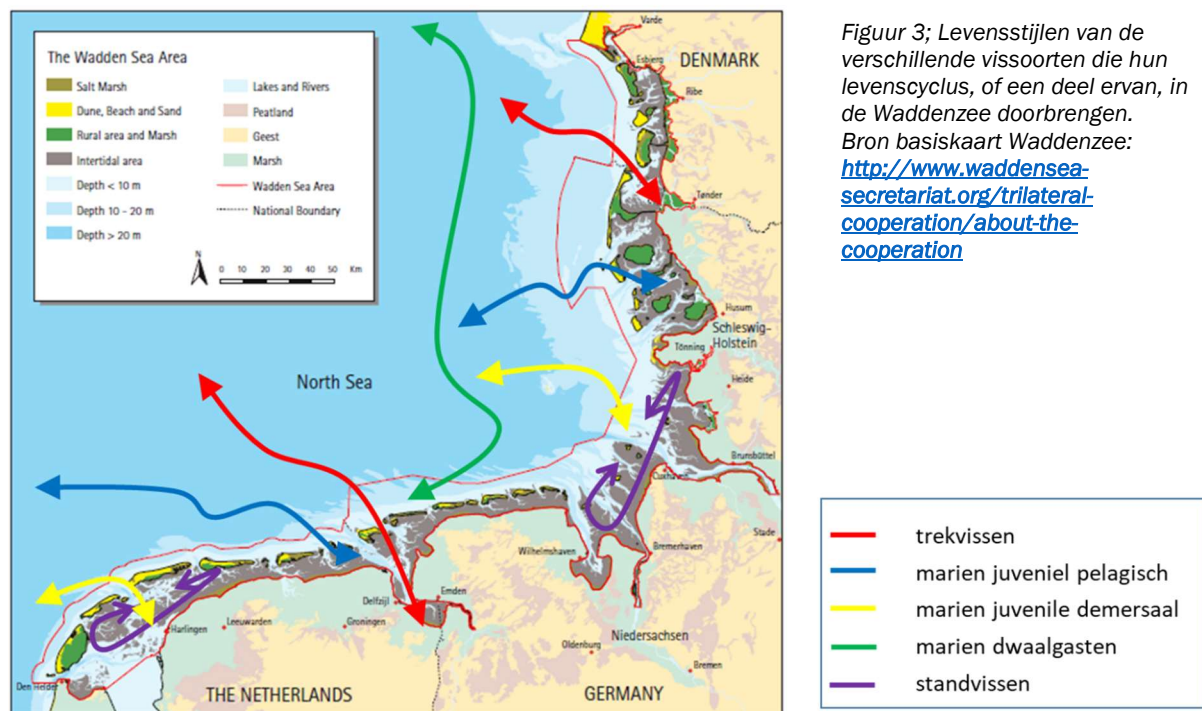 The Wadden Sea Area
Salt Marsh
Dune, Beach and Sand
Rural area and Marsh
Intertidal area
Depth < 10 m
Depth 10 - 20 m
Depth > 20 m
Lakes and Rivers
Peatland
Geest
Marsh
Wadden Sea Area
National Boundary
N
0 10 20 30 40 50 Km
Varde
Esbjerg
DENMARK
Ribe
Tønder
Husum
Schleswig-
Holstein
Tönning
Heide
North Sea
Brunsbüttel
Cuxhaven
Stade
Wilhelmshaven
Bremerhaven
Emden
Delfzijl
Harlingen
Leeuwarden
Groningen
Niedersachsen
Oldenburg
Bremen
Den Helder
THE NETHERLANDS
GERMANY
Figuur 3; Levensstijlen van de
verschillende vissoorten die hun
levenscyclus, of een deel ervan, in
de Waddenzee doorbrengen.
Bron basiskaart Waddenzee:
http://www.waddensea-
secretariat.org/trilateral-
cooperation/about-the-
cooperation
trekvissen
marien juveniel pelagisch
marien juvenile demersaal
marien dwaalgasten
standvissen